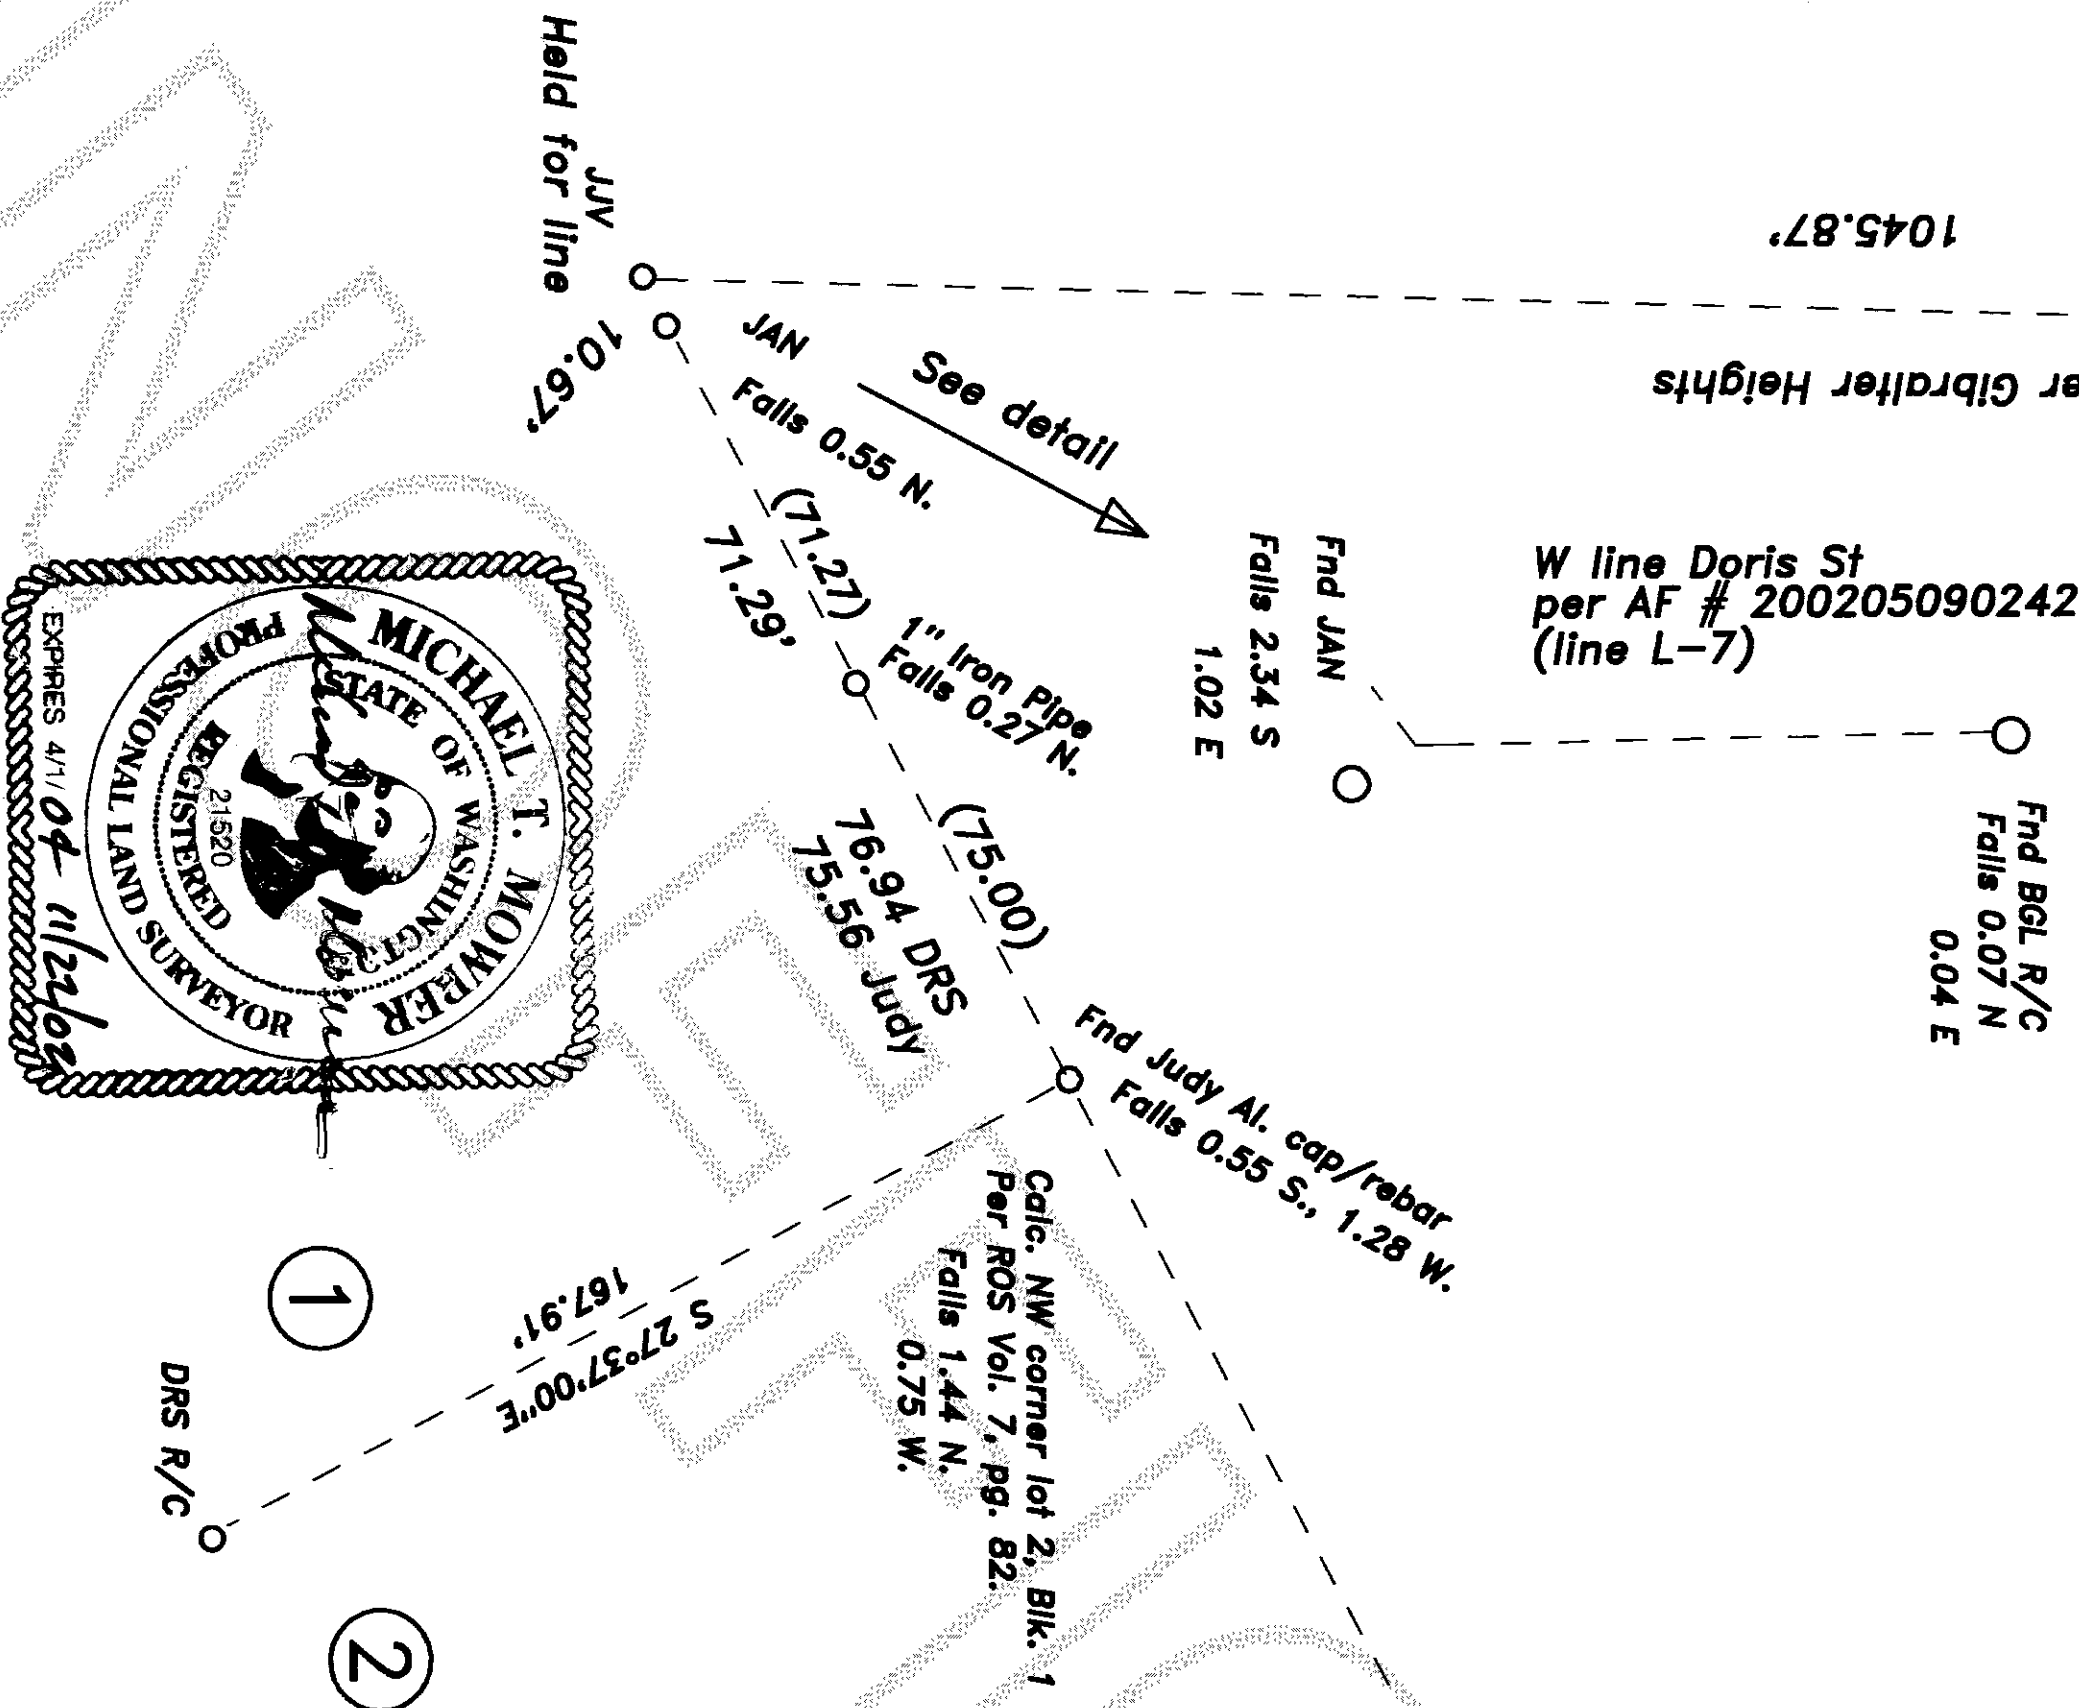 JJV
Held for line
1045.87'
er Gibralter Heights
JAN
Falls 0.55 N.
See detail
10.67'
(71.27)
71.29'
1" Iron Pipe
Falls 0.27 N.
Fnd JAN
Falls 2.34 S
1.02 E
W line Doris St
per AF # 200205090242
(line L-7)
Fnd BGL R/C
Falls 0.07 N
0.04 E
(75.00)
76.94 DRS
75.56 Judy
Fnd Judy Al. cap/rebar
Falls 0.55 S., 1.28 W.
Calc. NW corner lot 2, Blk. 1
Per ROS Vol. 7, pg. 82.
Falls 1.44 N.
0.75 W.
S 27°37'00"E
167.91'
DRS R/C
1
2
MICHAEL T. MOWRER
STATE OF WASHINGTON
21520
REGISTERED
PROFESSIONAL LAND SURVEYOR
EXPIRES 4/1/04 11/22/02